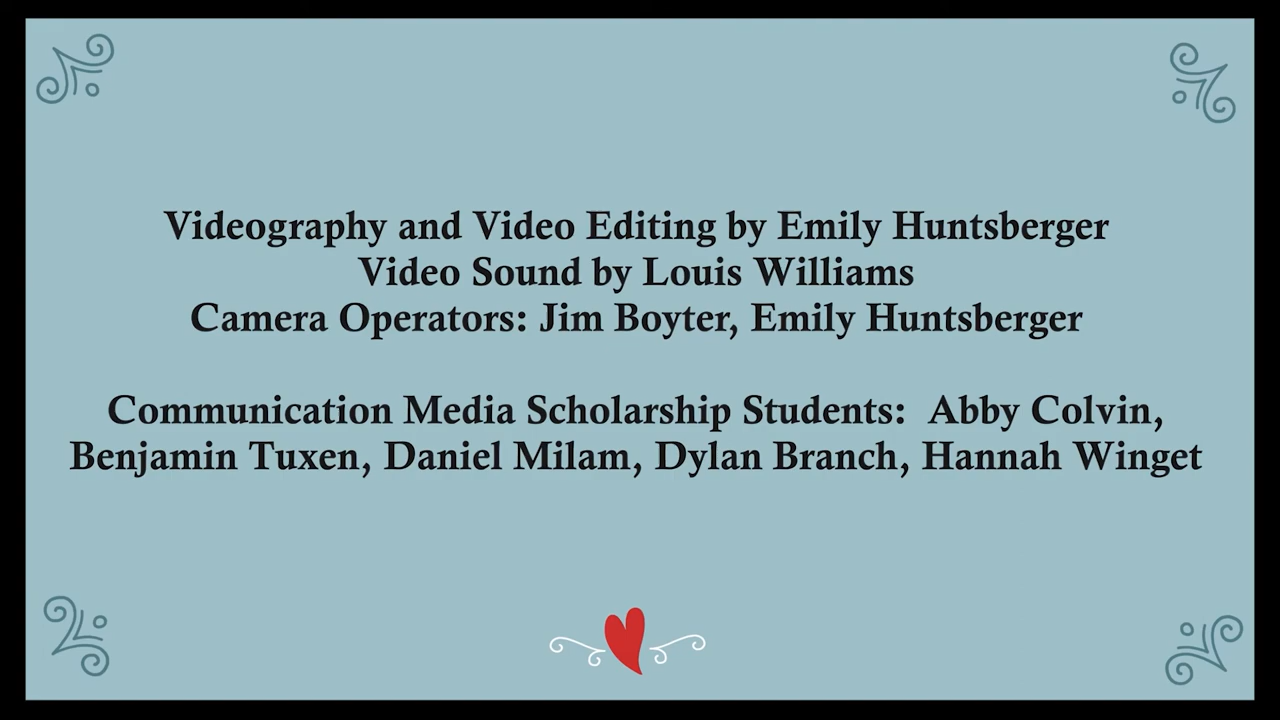 Videography and Video Editing by Emily Huntsberger
Video Sound by Louis Williams
Camera Operators: Jim Boyter, Emily Huntsberger
Communication Media Scholarship Students:  Abby Colvin,
Benjamin Tuxen, Daniel Milam, Dylan Branch, Hannah Winget